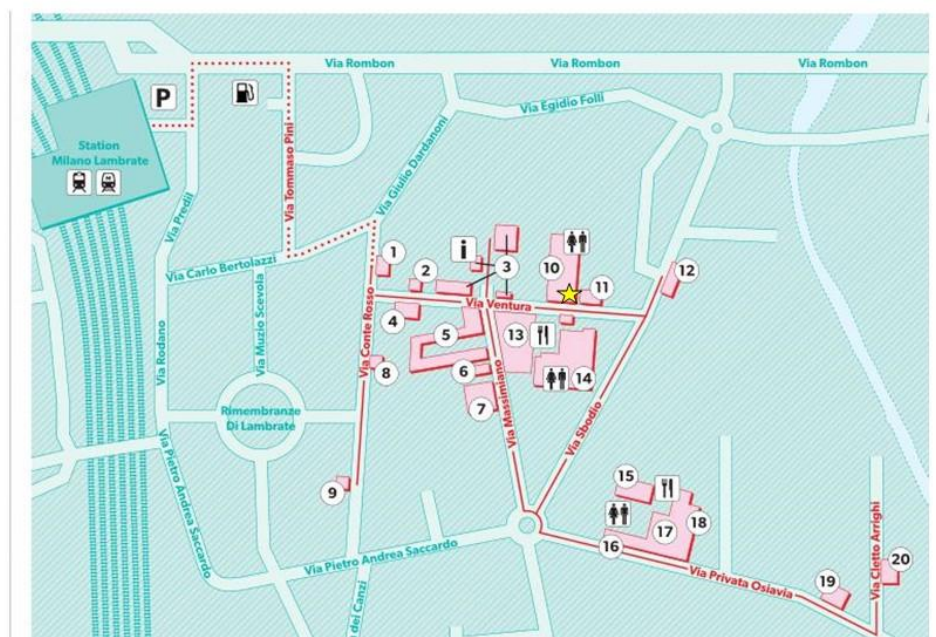 Via Rombon
Via Rombon
Via Rombon
P
Via Egidio Folli
Station
Milano Lambrate
Via Tommaso Pini
Via Giulio Dardanoni
Via Predil
i
1
2
3
10
11
12
Via Carlo Bertolazzi
Via Ventura
Via Muzio Scevola
Via Conte Rosso
4
5
13
Via Rodano
8
6
14
7
Via Massimiano
Via Sbodio
Rimembranze
Di Lambrate
Via Pietro Andrea Saccardo
9
15
16
17
18
Via Pietro Andrea Saccardo
Via Privata Osiavia
Via Cletto Arrighi
19
20
dei Canzi